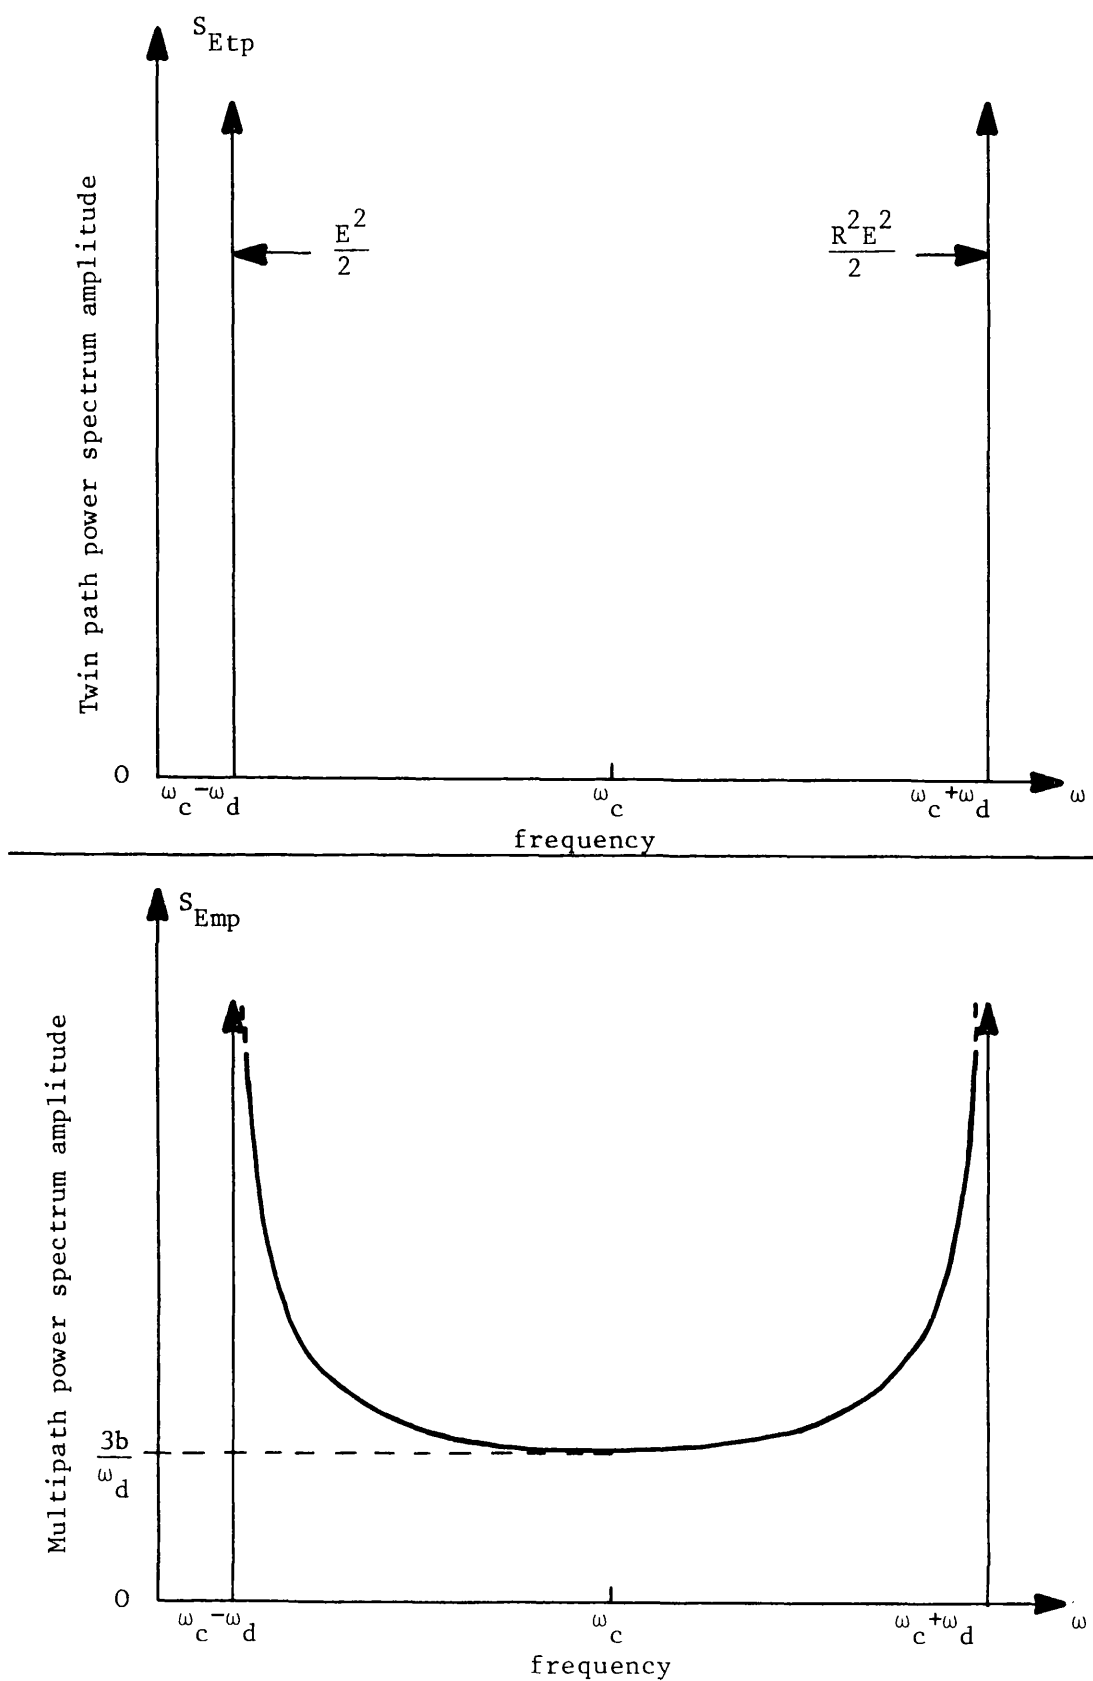 S_Etp
Twin path power spectrum amplitude
E^2/2
R^2E^2/2
0
ω_c-ω_d
ω_c
ω_c+ω_d
ω
frequency
S_Emp
Multipath power spectrum amplitude
3b/ω_d
0
ω_c-ω_d
ω_c
ω_c+ω_d
ω
frequency